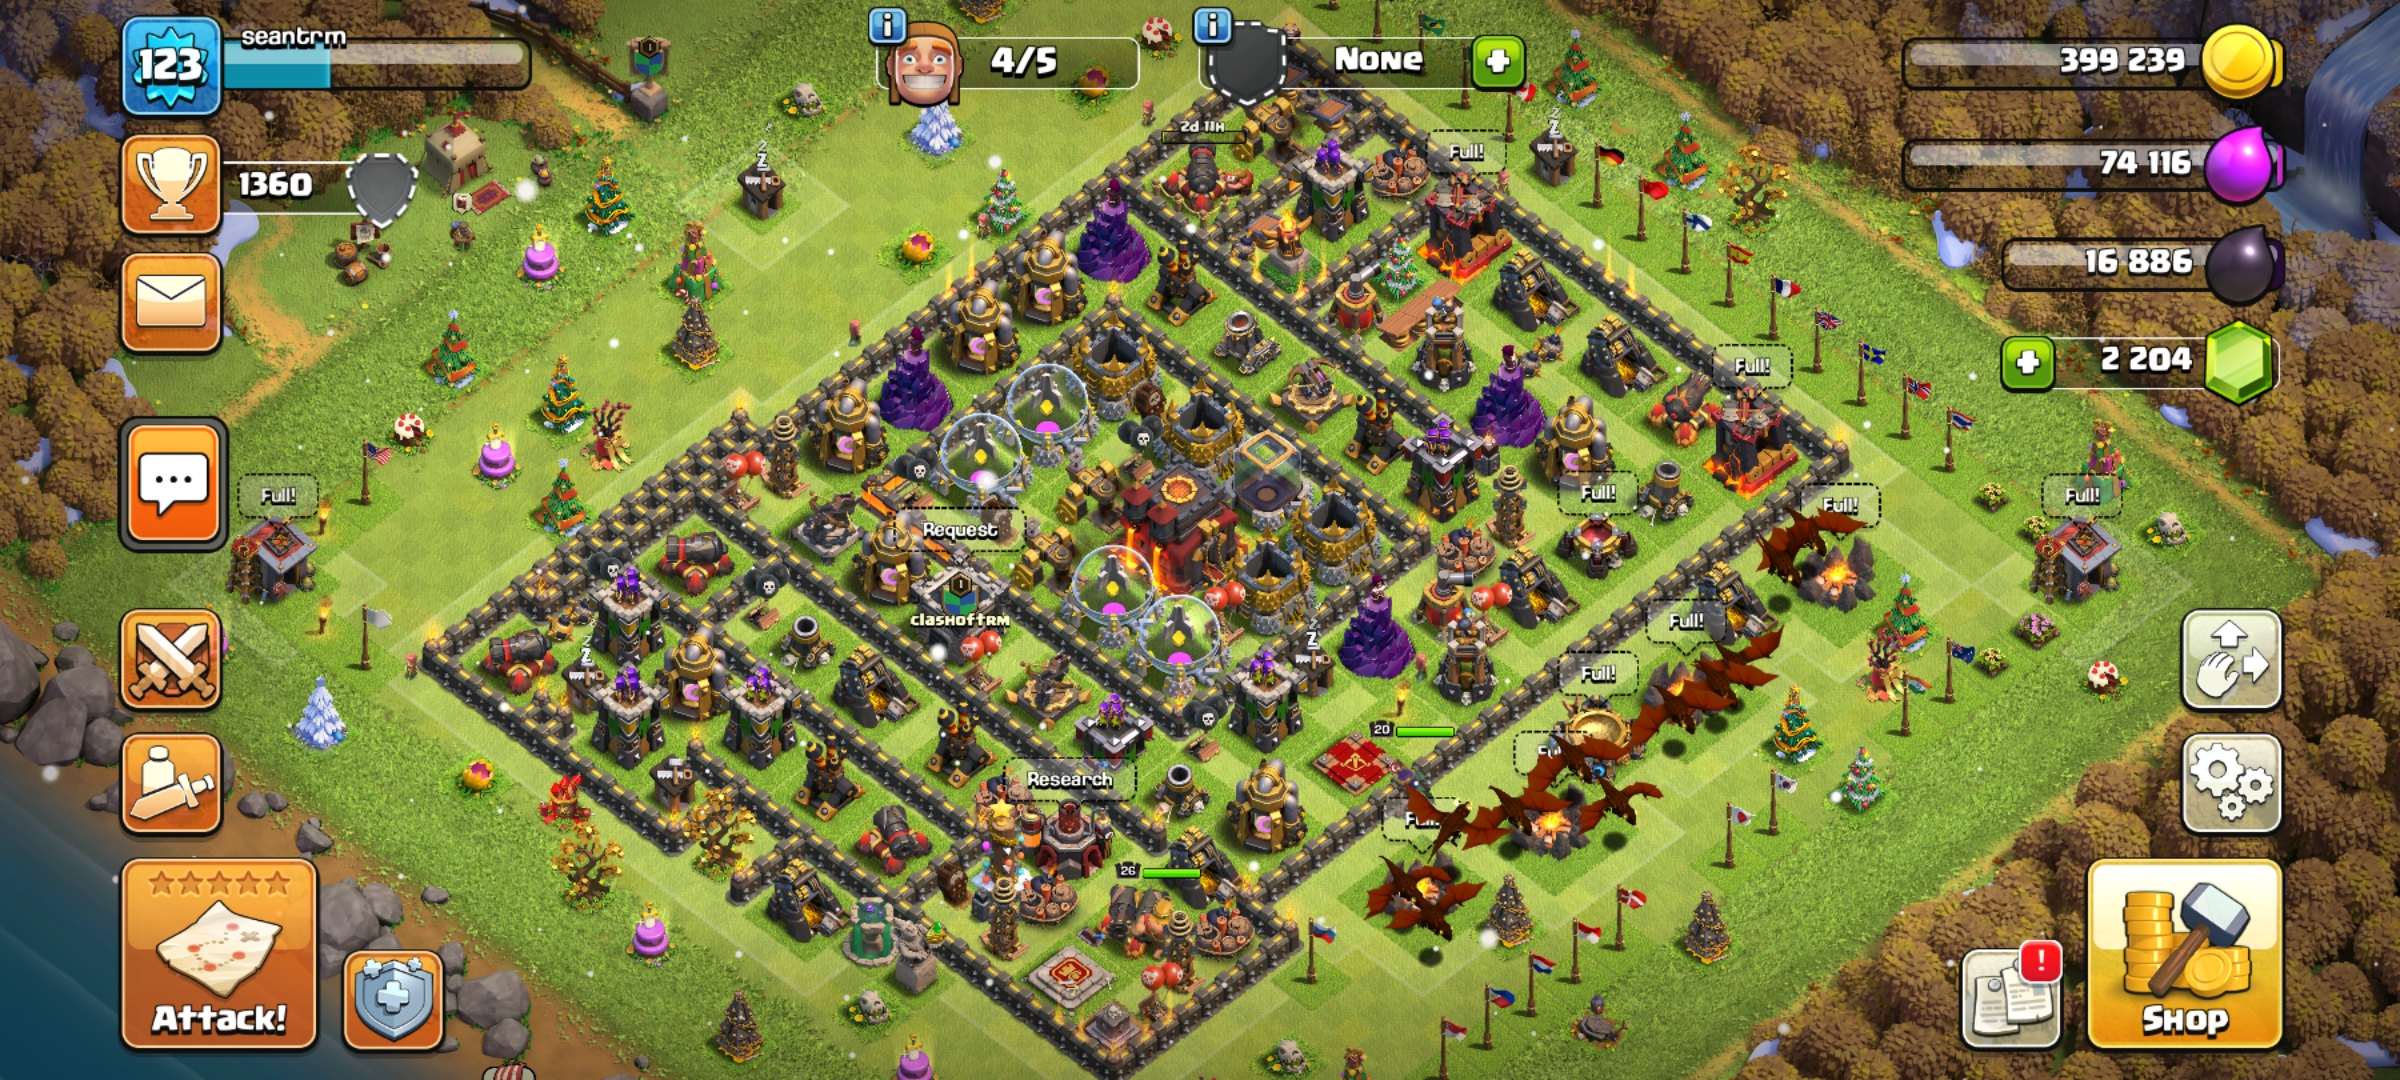 123
seantrm
4/5
None
399 239
1360
74 116
16 886
2 204
2d 11H
Full!
Full!
Full!
Full!
Full!
Full!
Request
clashoftrm
Full!
Full!
20
Research
26
Attack!
!
Shop
z
z
z
z
z
z
z
z